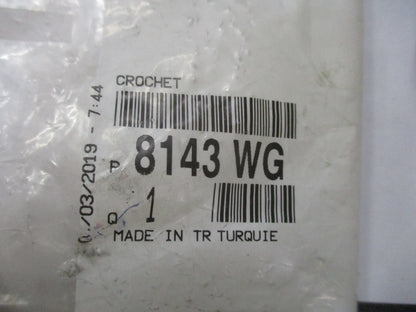 CROCHET
P 8143 WG
Q 1
MADE IN TR TURQUIE
/03/2019 - 7:44